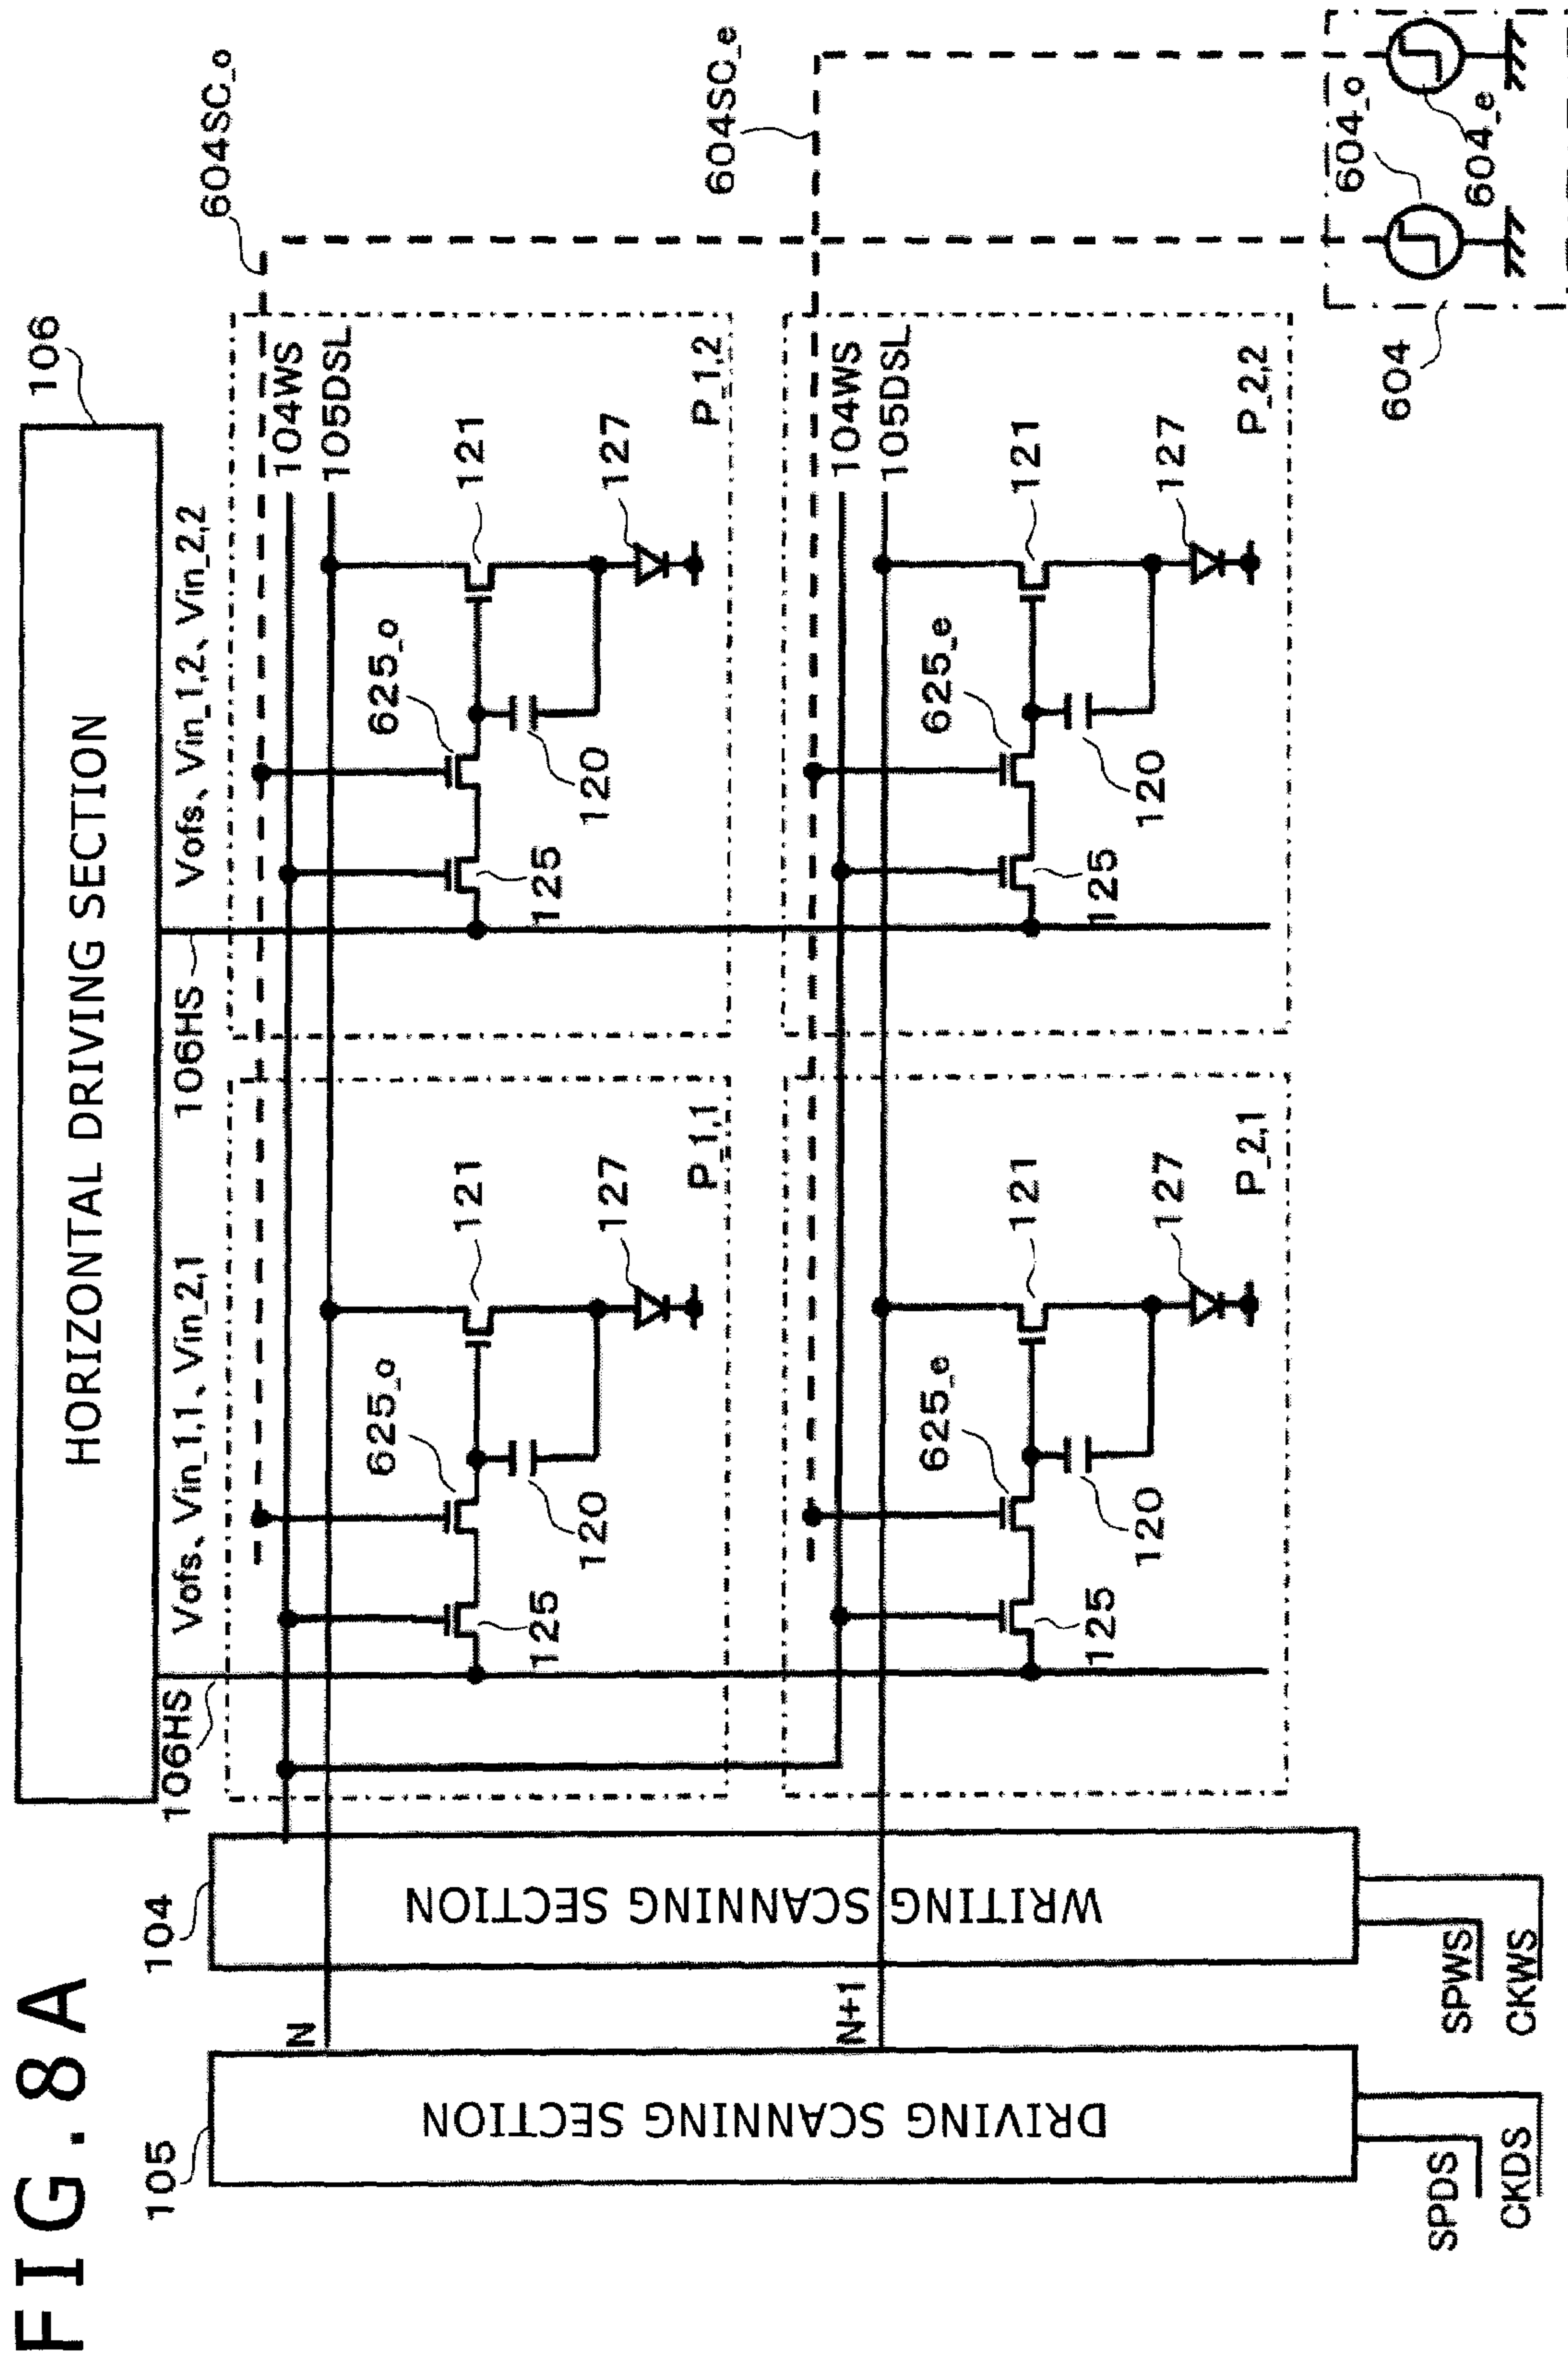 FIG. 8A
106
HORIZONTAL DRIVING SECTION
105
104
106HS
Vofs、Vin_1,1、Vin_2,1
106HS
Vofs、Vin_1,2、Vin_2,2
604SC_o
N
104WS
105DSL
625_o
121
625_o
121
125
120
127
125
120
127
P_1,1
P_1,2
604SC_e
DRIVING SCANNING SECTION
WRITING SCANNING SECTION
N+1
104WS
105DSL
625_e
121
625_e
121
125
120
127
125
120
127
P_2,1
P_2,2
604_o
604
604_e
SPDS
SPWS
CKDS
CKWS